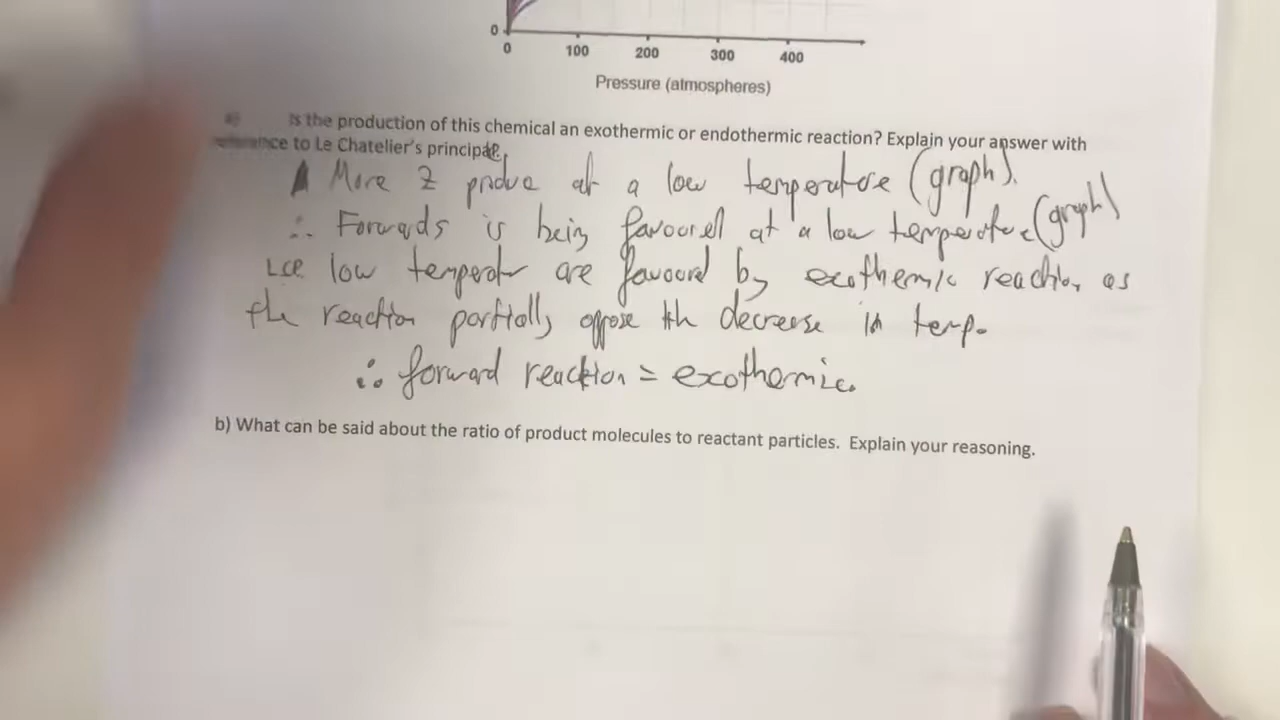 0
0 100 200 300 400
Pressure (atmospheres)
a) Is the production of this chemical an exothermic or endothermic reaction? Explain your answer with
reference to Le Chatelier's principle.
More Z produce at a low temperature (graph).
∴ Forwards is being favoured at a low temperature (graph)
LCP low temperatur are favourd by exothermic reaction, as
the reaction partially oppose the decrease in temp.
∴ forward reaction = exothermic.
b) What can be said about the ratio of product molecules to reactant particles. Explain your reasoning.